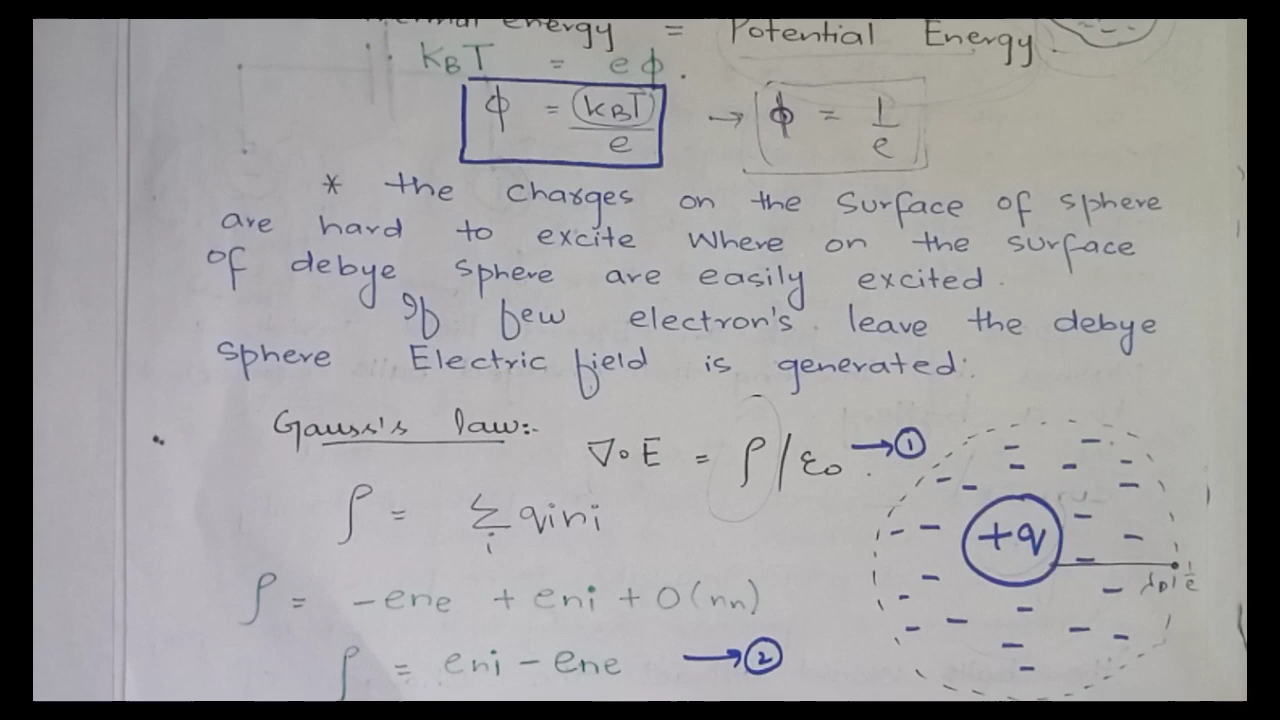 energy = Potential Energy.
KBT = eϕ.
ϕ = KBT/e → ϕ = 1/e
* the charges on the surface of sphere
are hard to excite Where on the surface
of debye sphere are easily excited.
If few electron's leave the debye
sphere Electric field is generated:
Gauss's law:-
∇∘E = ρ/ε0 → ①
ρ = Σi qini
+q
λD 1/e
ρ = -ene + eni + O(nn)
ρ = eni - ene → ②